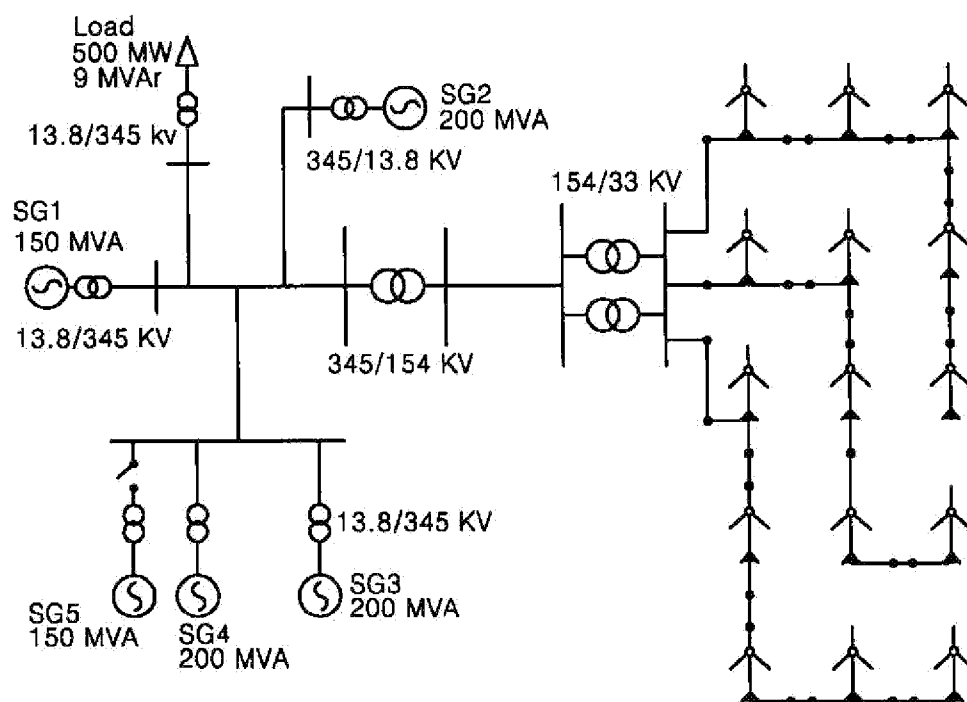 Load
500 MW
9 MVAr
13.8/345 kv
SG2
200 MVA
345/13.8 KV
154/33 KV
SG1
150 MVA
13.8/345 KV
345/154 KV
13.8/345 KV
SG5
150 MVA
SG4
200 MVA
SG3
200 MVA